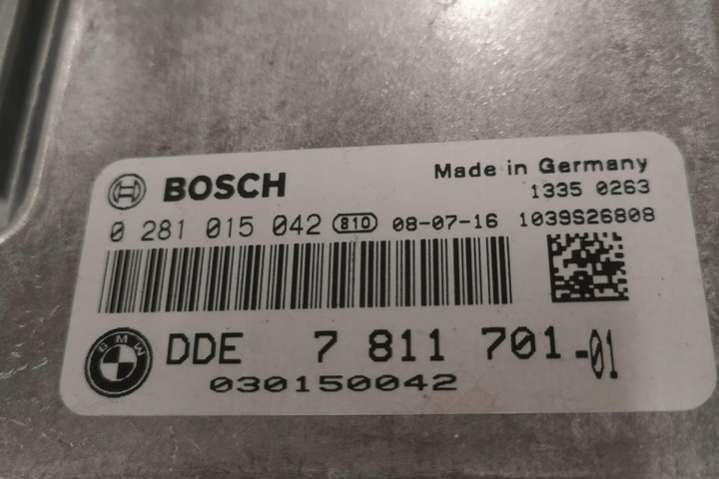 BOSCH
Made in Germany
1335 0263
0 281 015 042 810 08-07-16 1039S26808
BMW
DDE 7 811 701-01
030150042